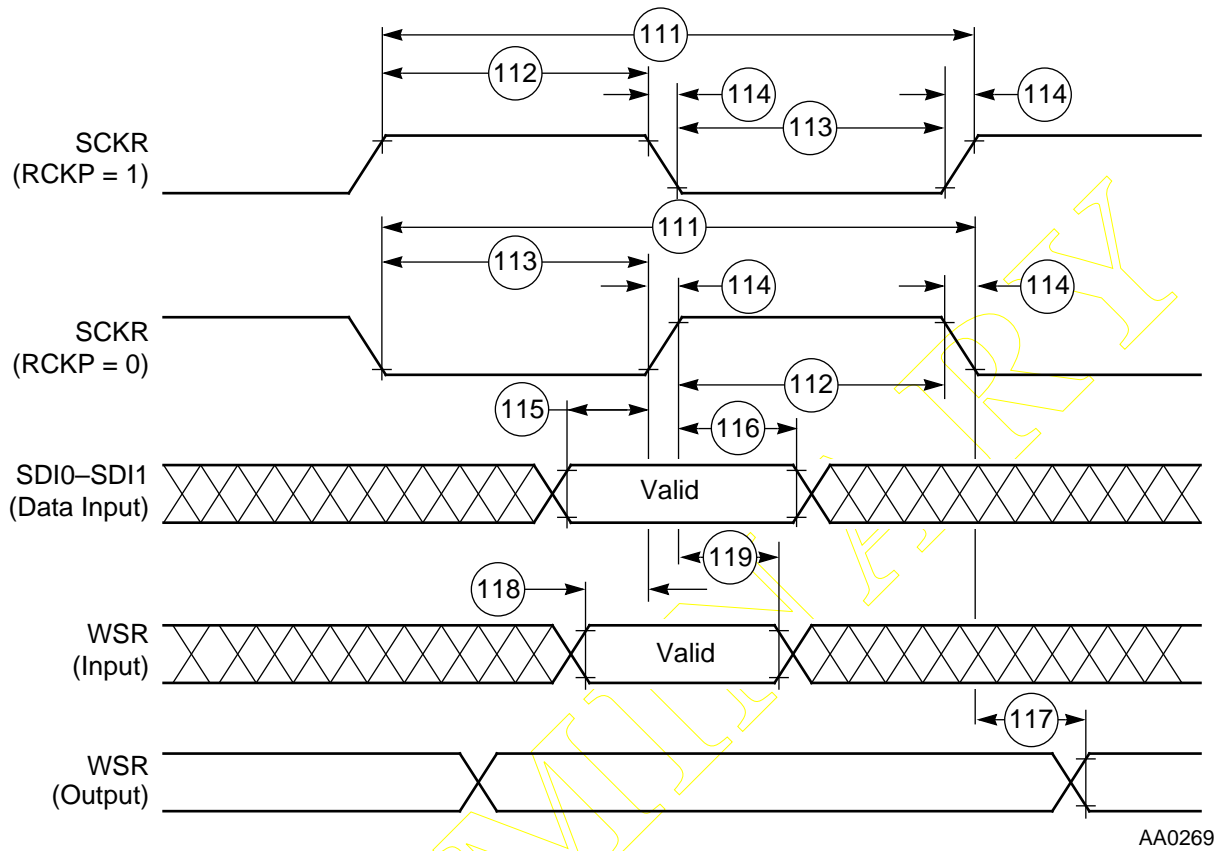 111
112
114
114
113
SCKR
(RCKP = 1)
111
113
114
114
SCKR
(RCKP = 0)
112
115
116
SDI0–SDI1
(Data Input)
Valid
119
118
WSR
(Input)
Valid
117
WSR
(Output)
AA0269